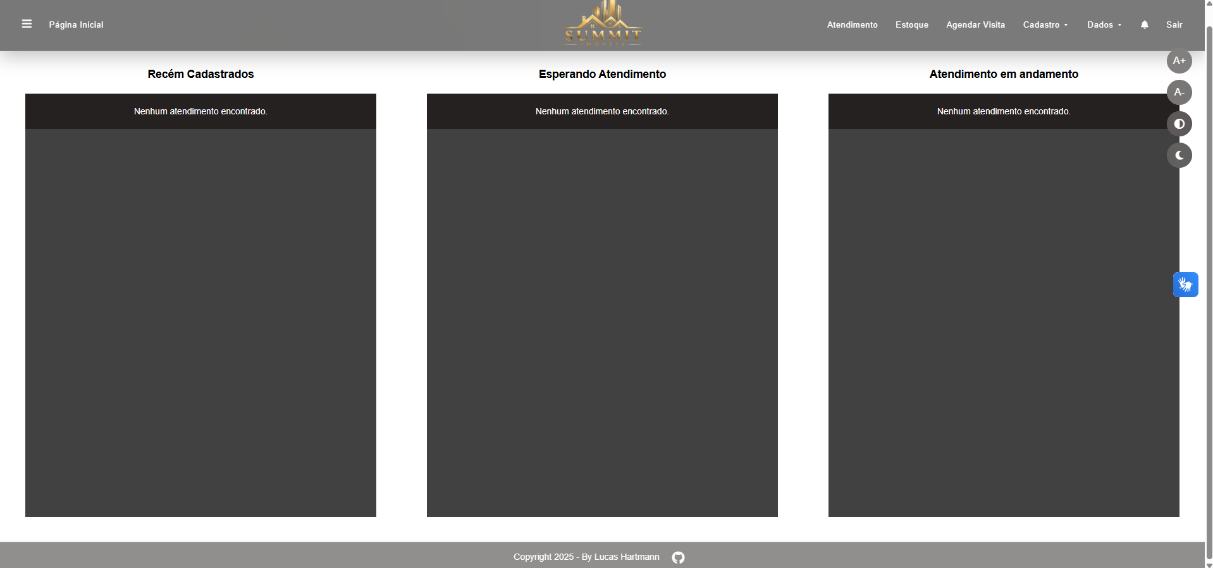 Página Inicial
SUMMIT
Atendimento Estoque Agendar Visita Cadastro Dados Sair
Recém Cadastrados Esperando Atendimento Atendimento em andamento
A+
A-
Nenhum atendimento encontrado. Nenhum atendimento encontrado. Nenhum atendimento encontrado.
Copyright 2025 - By Lucas Hartmann